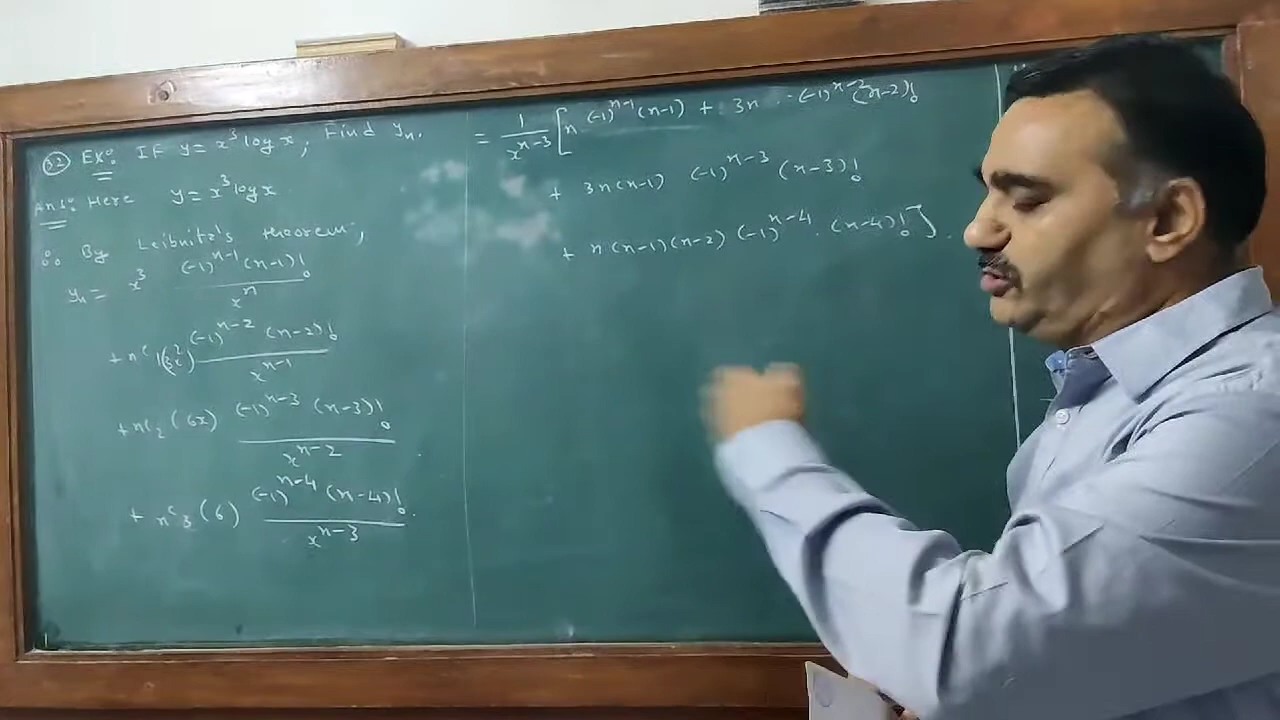 (32) Ex: If y = x³ log x, Find yₙ.
Ans: Here y = x³ log x
∴ By Leibnitz's theorem,
yₙ = x³ (-1)ⁿ⁻¹ (n-1)! / xⁿ
+ nC₁ (3x²) (-1)ⁿ⁻² (n-2)! / xⁿ⁻¹
+ nC₂ (6x) (-1)ⁿ⁻³ (n-3)! / xⁿ⁻²
+ nC₃ (6) (-1)ⁿ⁻⁴ (n-4)! / xⁿ⁻³.
= 1 / xⁿ⁻³ [ n (-1)ⁿ⁻¹ (n-1) + 3n · (-1)ⁿ⁻² (n-2)!
+ 3n(n-1) (-1)ⁿ⁻³ (n-3)!
+ n(n-1)(n-2) (-1)ⁿ⁻⁴ · (n-4)! ].